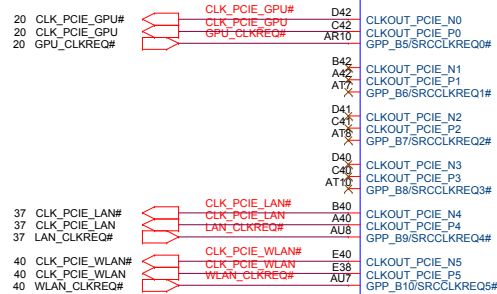 20 CLK_PCIE_GPU# CLK_PCIE_GPU# D42 CLKOUT_PCIE_N0
20 CLK_PCIE_GPU CLK_PCIE_GPU C42 CLKOUT_PCIE_P0
20 GPU_CLKREQ# GPU_CLKREQ# AR10 GPP_B5/SRCCLKREQ0#
B42 CLKOUT_PCIE_N1
A42 CLKOUT_PCIE_P1
AT7 GPP_B6/SRCCLKREQ1#
D41 CLKOUT_PCIE_N2
C41 CLKOUT_PCIE_P2
AT8 GPP_B7/SRCCLKREQ2#
D40 CLKOUT_PCIE_N3
C40 CLKOUT_PCIE_P3
AT10 GPP_B8/SRCCLKREQ3#
37 CLK_PCIE_LAN# CLK_PCIE_LAN# B40 CLKOUT_PCIE_N4
37 CLK_PCIE_LAN CLK_PCIE_LAN A40 CLKOUT_PCIE_P4
37 LAN_CLKREQ# LAN_CLKREQ# AU8 GPP_B9/SRCCLKREQ4#
40 CLK_PCIE_WLAN# CLK_PCIE_WLAN# E40 CLKOUT_PCIE_N5
40 CLK_PCIE_WLAN CLK_PCIE_WLAN E38 CLKOUT_PCIE_P5
40 WLAN_CLKREQ# WLAN_CLKREQ# AU7 GPP_B10/SRCCLKREQ5#